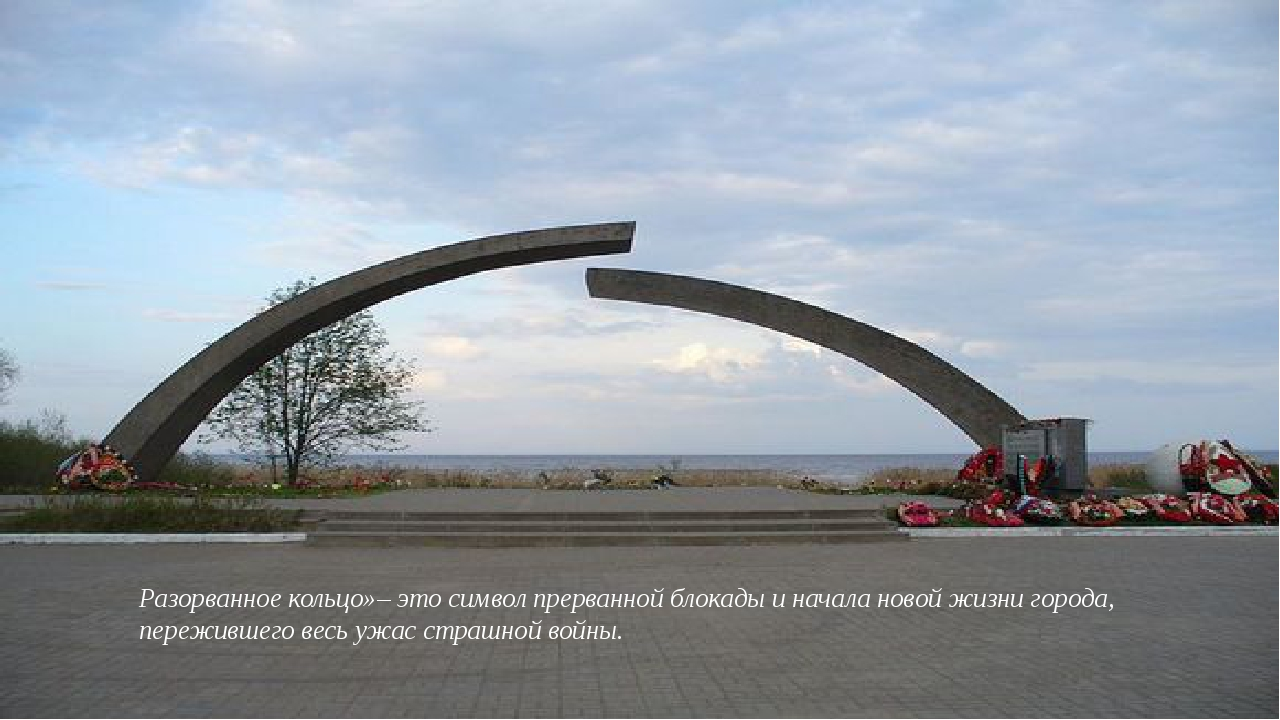 Разорванное кольцо»– это символ прерванной блокады и начала новой жизни города,
пережившего весь ужас страшной войны.